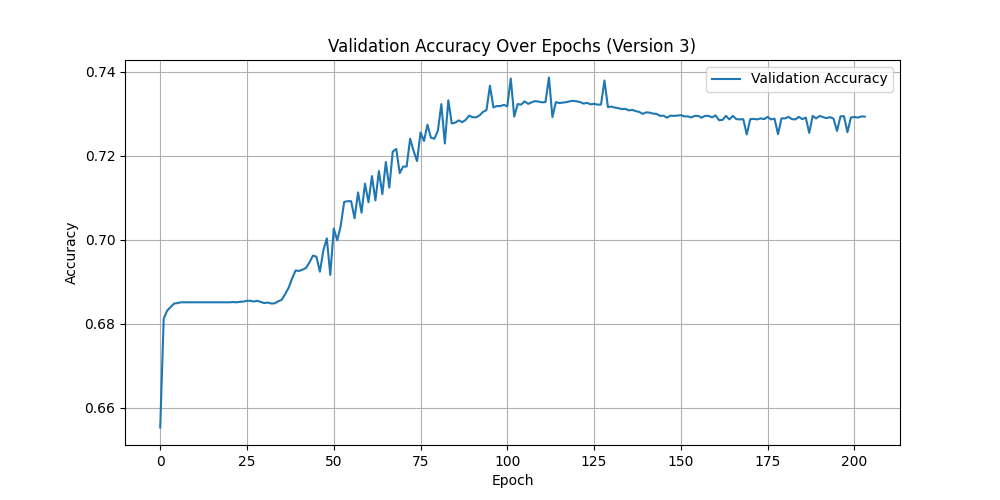 Validation Accuracy Over Epochs (Version 3)
Validation Accuracy
0.74
0.72
0.70
0.68
0.66
Accuracy
0 25 50 75 100 125 150 175 200
Epoch